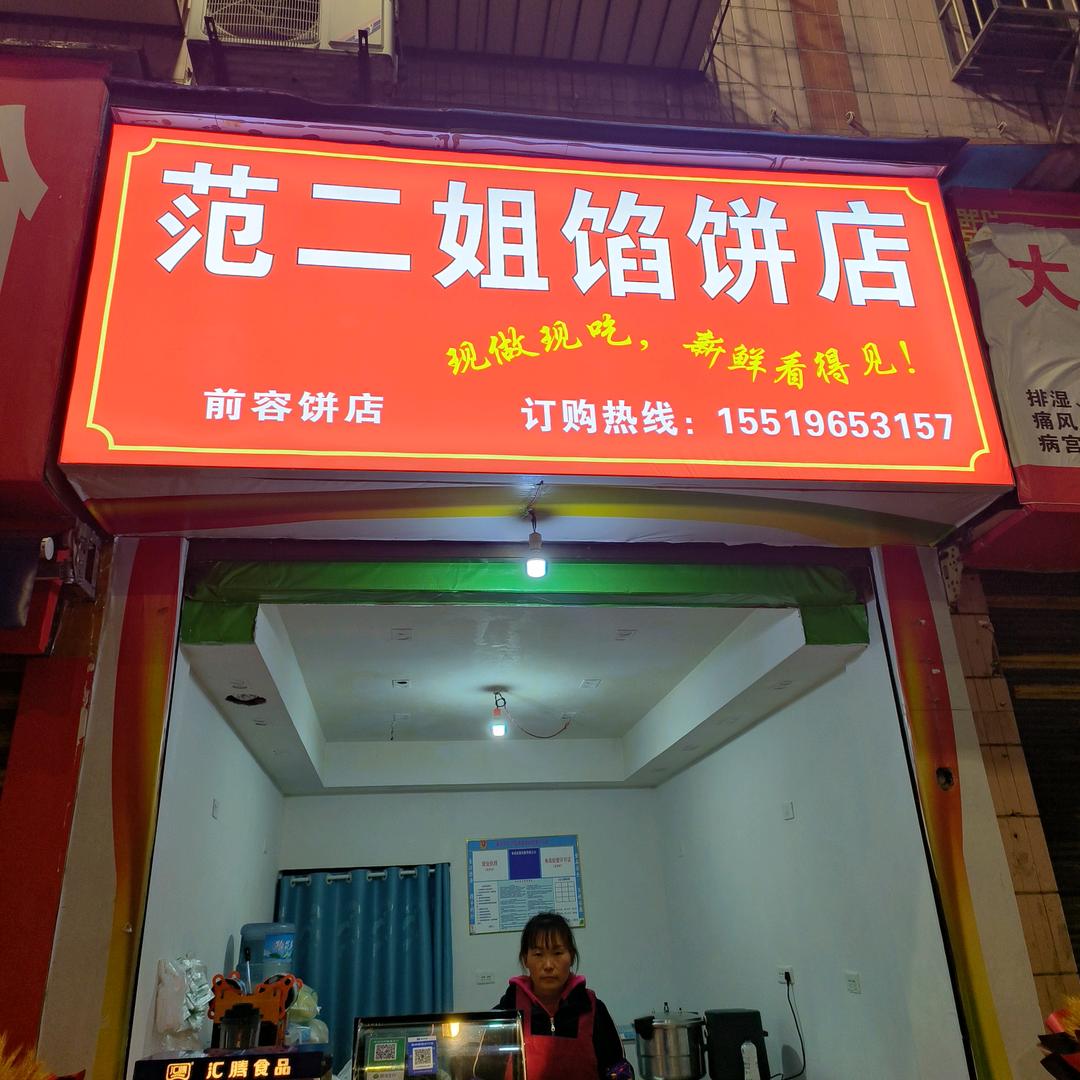 范二姐馅饼店
现做现吃，新鲜看得见！
前容饼店
订购热线：15519653157
大
排湿、
痛风
病宫
汇腾食品